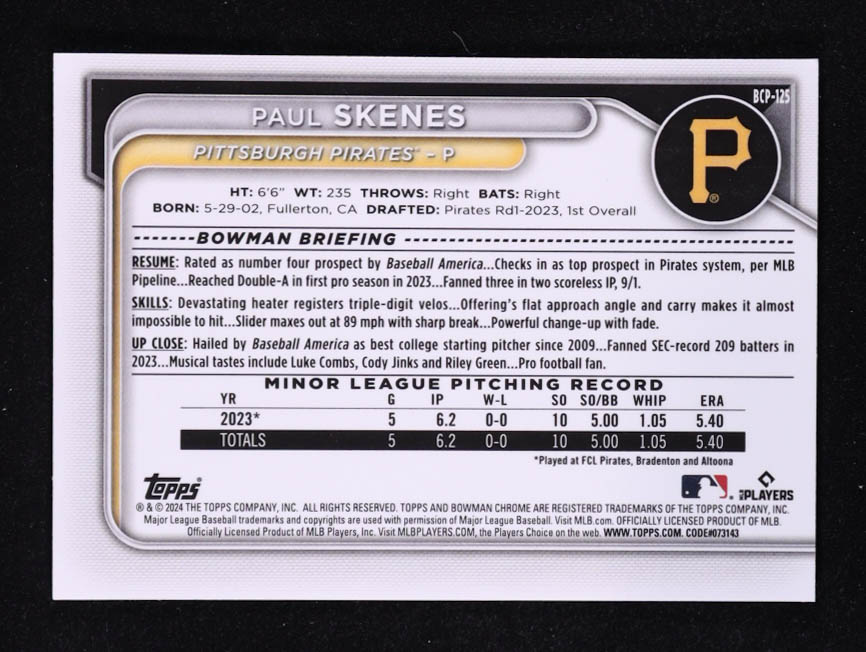 BCP-125
PAUL SKENES
PITTSBURGH PIRATES™ – P
P®
HT: 6'6" WT: 235 THROWS: Right BATS: Right
BORN: 5-29-02, Fullerton, CA DRAFTED: Pirates Rd1-2023, 1st Overall
BOWMAN BRIEFING
RESUME: Rated as number four prospect by Baseball America...Checks in as top prospect in Pirates system, per MLB
Pipeline...Reached Double-A in first pro season in 2023...Fanned three in two scoreless IP, 9/1.
SKILLS: Devastating heater registers triple-digit velos...Offering's flat approach angle and carry makes it almost
impossible to hit...Slider maxes out at 89 mph with sharp break...Powerful change-up with fade.
UP CLOSE: Hailed by Baseball America as best college starting pitcher since 2009...Fanned SEC-record 209 batters in
2023...Musical tastes include Luke Combs, Cody Jinks and Riley Green...Pro football fan.
MINOR LEAGUE PITCHING RECORD
YR G IP W-L SO SO/BB WHIP ERA
2023* 5 6.2 0-0 10 5.00 1.05 5.40
TOTALS 5 6.2 0-0 10 5.00 1.05 5.40
*Played at FCL Pirates, Bradenton and Altoona
topps
MLB PLAYERS
® & © 2024 THE TOPPS COMPANY, INC. ALL RIGHTS RESERVED. TOPPS AND BOWMAN CHROME ARE REGISTERED TRADEMARKS OF THE TOPPS COMPANY, INC.
Major League Baseball trademarks and copyrights are used with permission of Major League Baseball. Visit MLB.com. OFFICIALLY LICENSED PRODUCT OF MLB.
Officially Licensed Product of MLB Players, Inc. Visit MLBPLAYERS.COM, the Players Choice on the web. WWW.TOPPS.COM. CODE#073143